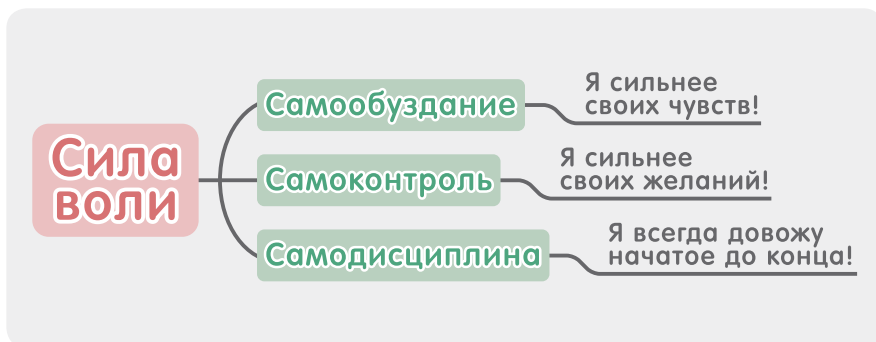 Сила
воли
Самообуздание
Я сильнее
своих чувств!
Самоконтроль
Я сильнее
своих желаний!
Самодисциплина
Я всегда довожу
начатое до конца!